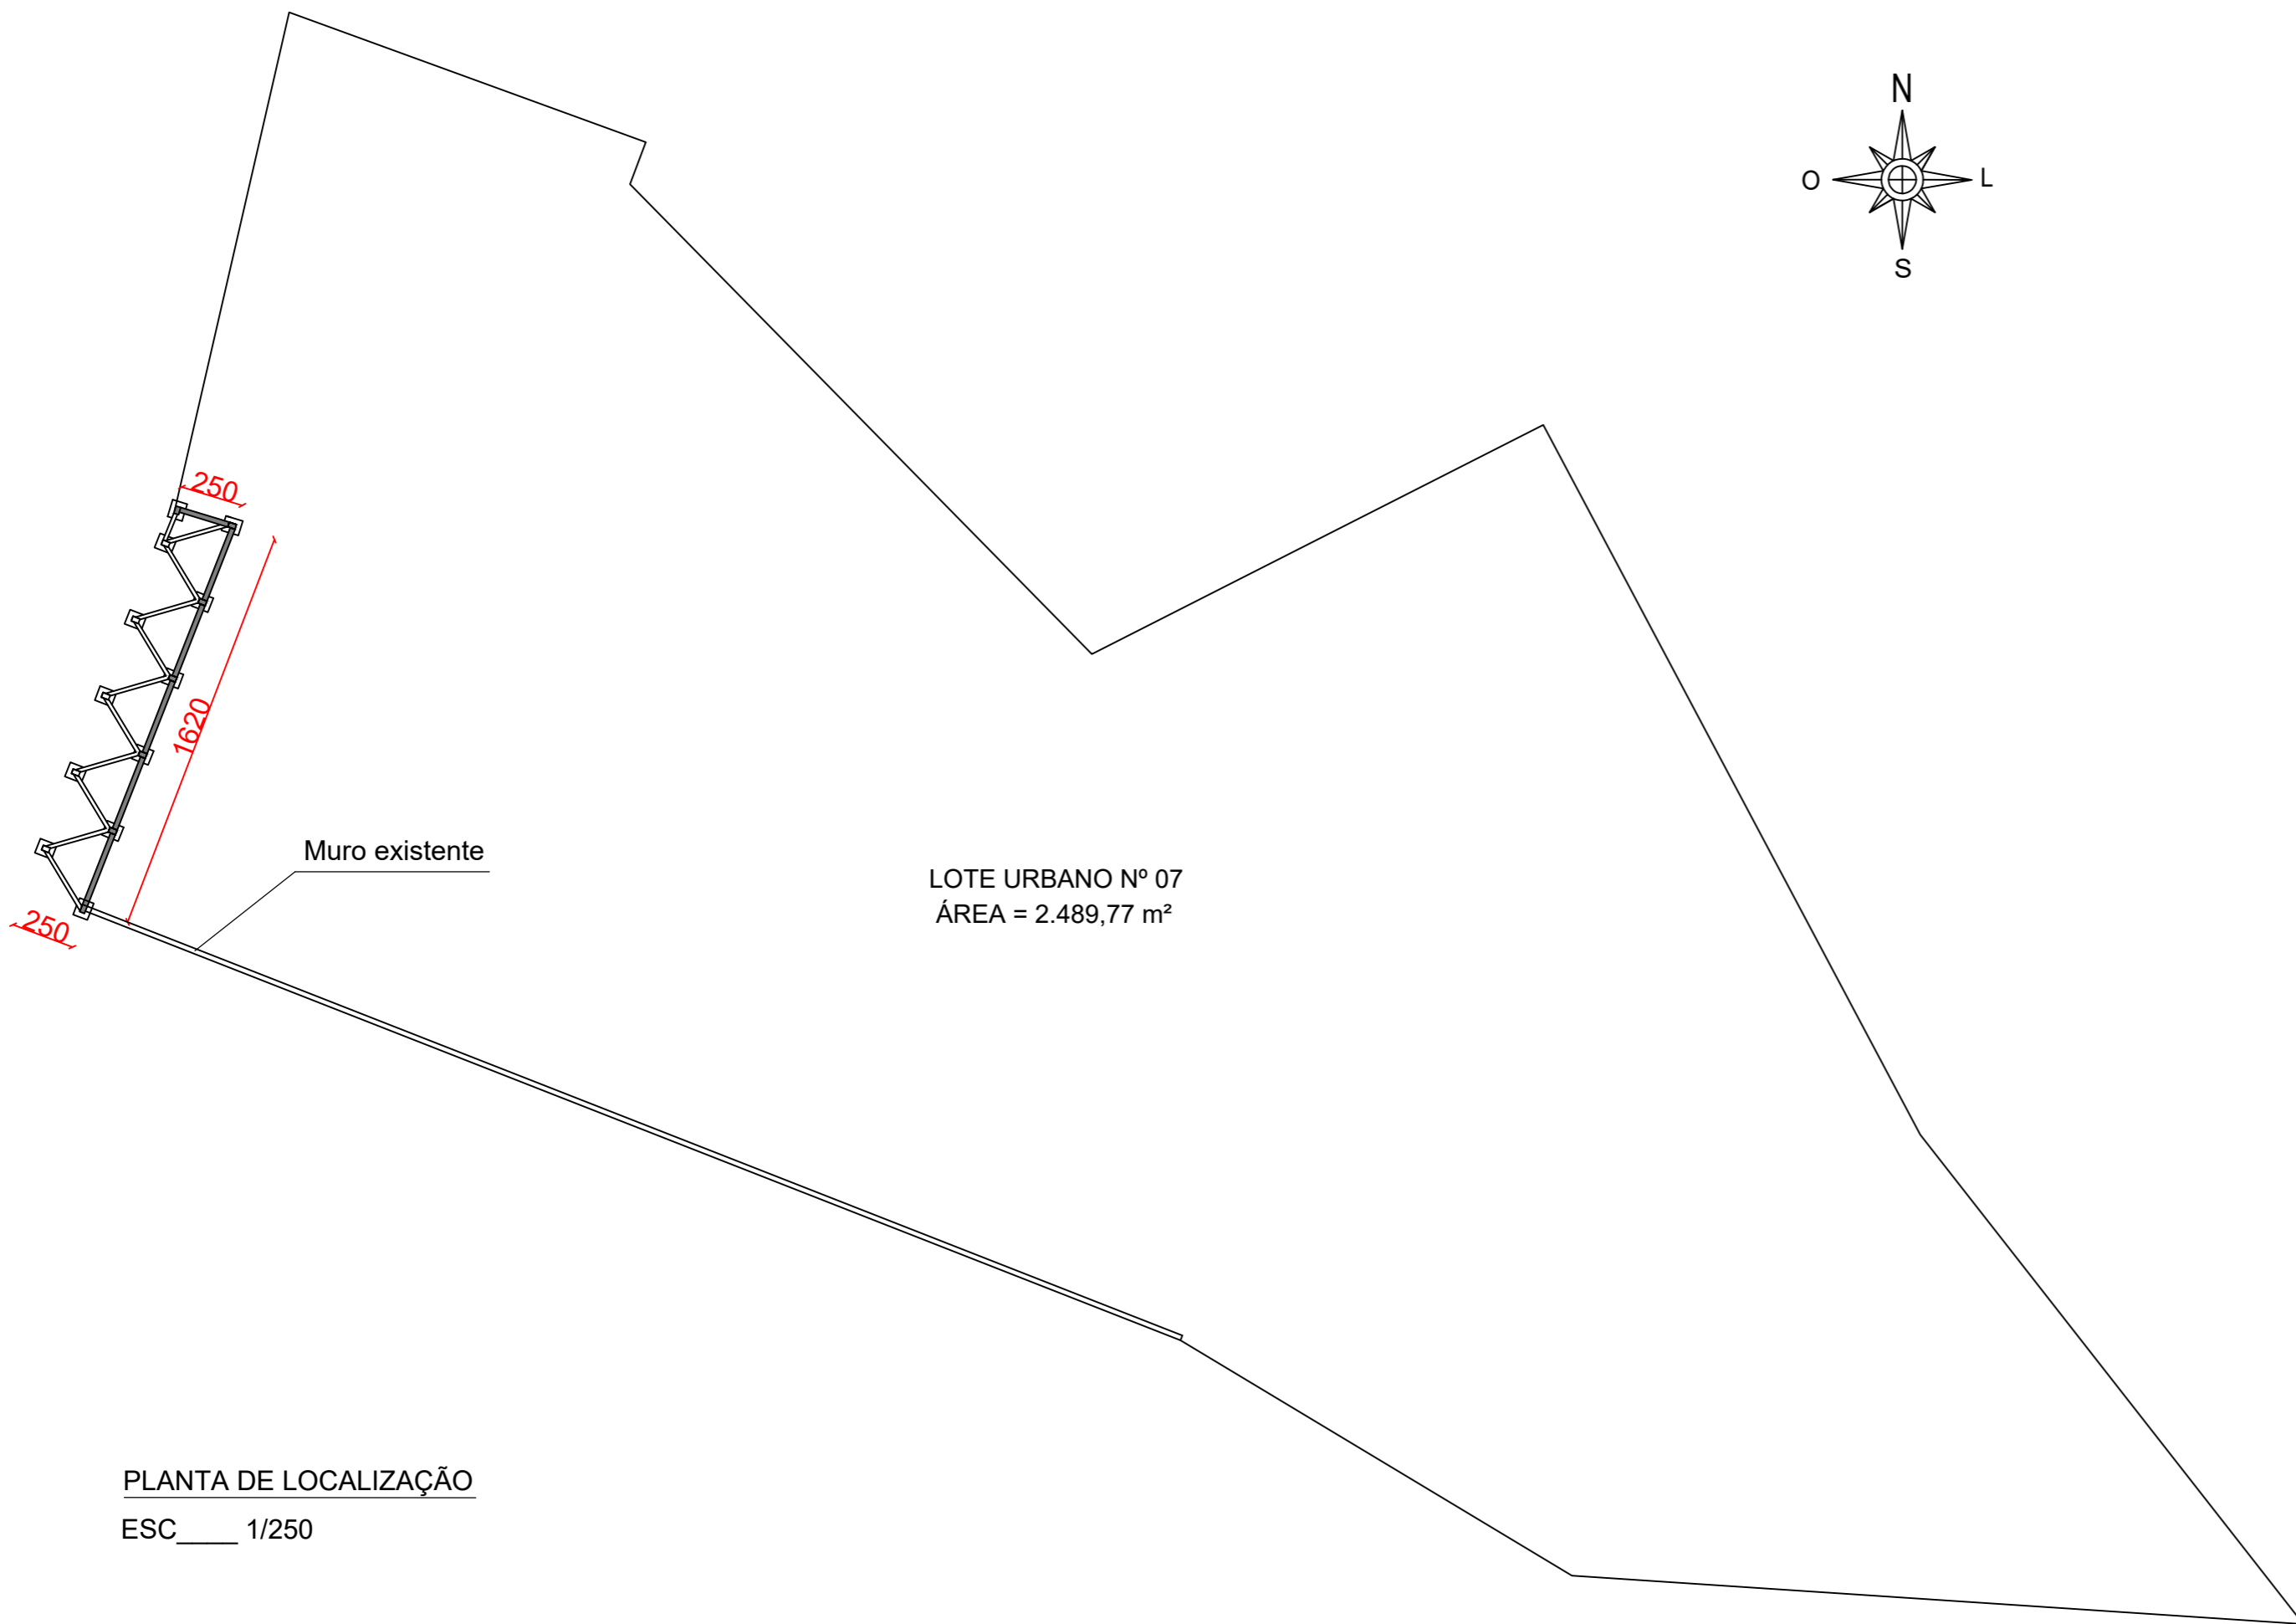 N
O
L
S
250
1620
Muro existente
LOTE URBANO Nº 07
ÁREA = 2.489,77 m²
250
PLANTA DE LOCALIZAÇÃO
ESC____ 1/250